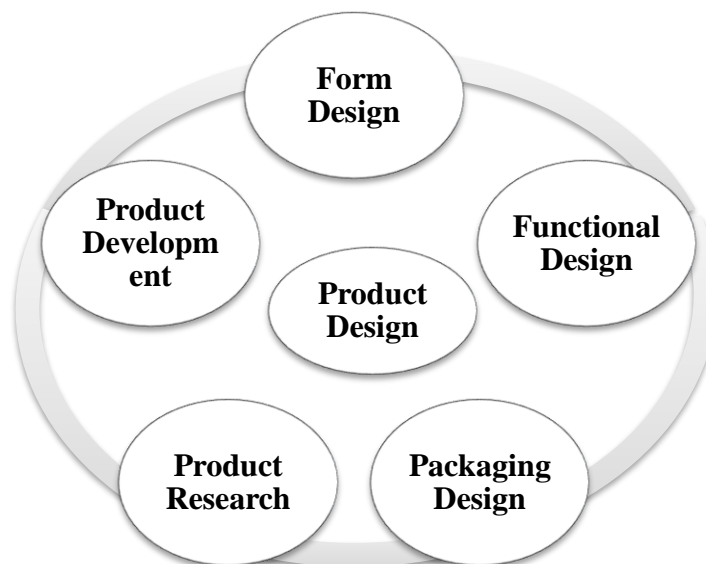 Form
Design
Product
Developm
ent
Functional
Design
Product
Design
Product
Research
Packaging
Design